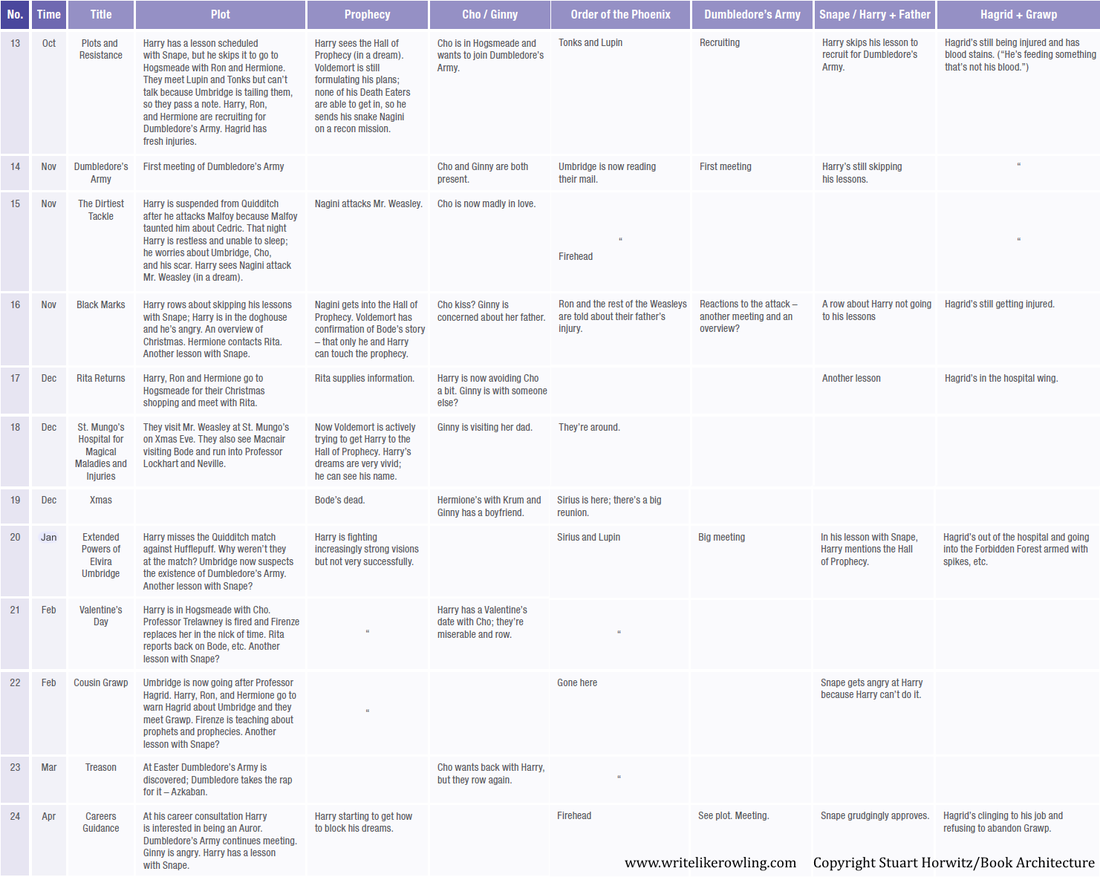 No. Time Title Plot Prophecy Cho / Ginny Order of the Phoenix Dumbledore's Army Snape / Harry + Father Hagrid + Grawp
13
Oct
Plots and
Resistance
Harry has a lesson scheduled
with Snape, but he skips it to go to
Hogsmeade with Ron and Hermione.
They meet Lupin and Tonks but can't
talk because Umbridge is tailing them,
so they pass a note. Harry, Ron,
and Hermione are recruiting for
Dumbledore's Army. Hagrid has
fresh injuries.
Harry sees the Hall of
Prophecy (in a dream).
Voldemort is still
formulating his plans;
none of his Death Eaters
are able to get in, so he
sends his snake Nagini
on a recon mission.
Cho is in Hogsmeade and
wants to join Dumbledore's
Army.
Tonks and Lupin
Recruiting
Harry skips his lesson to
recruit for Dumbledore's
Army.
Hagrid's still being injured and has
blood stains. ("He's feeding something
that's not his blood.")
14
Nov
Dumbledore's
Army
First meeting of Dumbledore's Army
Cho and Ginny are both
present.
Umbridge is now reading
their mail.
First meeting
Harry's still skipping
his lessons.
"
15
Nov
The Dirtiest
Tackle
Harry is suspended from Quidditch
after he attacks Malfoy because Malfoy
taunted him about Cedric. That night
Harry is restless and unable to sleep;
he worries about Umbridge, Cho,
and his scar. Harry sees Nagini attack
Mr. Weasley (in a dream).
Nagini attacks Mr. Weasley.
Cho is now madly in love.
"
Firehead
"
16
Nov
Black Marks
Harry rows about skipping his lessons
with Snape; Harry is in the doghouse
and he's angry. An overview of
Christmas. Hermione contacts Rita.
Another lesson with Snape.
Nagini gets into the Hall of
Prophecy. Voldemort has
confirmation of Bode's story
– that only he and Harry
can touch the prophecy.
Cho kiss? Ginny is
concerned about her father.
Ron and the rest of the Weasleys
are told about their father's
injury.
Reactions to the attack –
another meeting and an
overview?
A row about Harry not going
to his lessons
Hagrid's still getting injured.
17
Dec
Rita Returns
Harry, Ron and Hermione go to
Hogsmeade for their Christmas
shopping and meet with Rita.
Rita supplies information.
Harry is now avoiding Cho
a bit. Ginny is with someone
else?
Another lesson
Hagrid's in the hospital wing.
18
Dec
St. Mungo's
Hospital for
Magical
Maladies and
Injuries
They visit Mr. Weasley at St. Mungo's
on Xmas Eve. They also see Macnair
visiting Bode and run into Professor
Lockhart and Neville.
Now Voldemort is actively
trying to get Harry to the
Hall of Prophecy. Harry's
dreams are very vivid;
he can see his name.
Ginny is visiting her dad.
They're around.
19
Dec
Xmas
Bode's dead.
Hermione's with Krum and
Ginny has a boyfriend.
Sirius is here; there's a big
reunion.
20
Jan
Extended
Powers of
Elvira
Umbridge
Harry misses the Quidditch match
against Hufflepuff. Why weren't they
at the match? Umbridge now suspects
the existence of Dumbledore's Army.
Another lesson with Snape?
Harry is fighting
increasingly strong visions
but not very successfully.
Sirius and Lupin
Big meeting
In his lesson with Snape,
Harry mentions the Hall
of Prophecy.
Hagrid's out of the hospital and going
into the Forbidden Forest armed with
spikes, etc.
21
Feb
Valentine's
Day
Harry is in Hogsmeade with Cho.
Professor Trelawney is fired and Firenze
replaces her in the nick of time. Rita
reports back on Bode, etc. Another
lesson with Snape?
"
Harry has a Valentine's
date with Cho; they're
miserable and row.
"
22
Feb
Cousin Grawp
Umbridge is now going after Professor
Hagrid. Harry, Ron, and Hermione go to
warn Hagrid about Umbridge and they
meet Grawp. Firenze is teaching about
prophets and prophecies. Another
lesson with Snape?
"
Gone here
Snape gets angry at Harry
because Harry can't do it.
23
Mar
Treason
At Easter Dumbledore's Army is
discovered; Dumbledore takes the rap
for it – Azkaban.
Cho wants back with Harry,
but they row again.
"
24
Apr
Careers
Guidance
At his career consultation Harry
is interested in being an Auror.
Dumbledore's Army continues meeting.
Ginny is angry. Harry has a lesson
with Snape.
Harry starting to get how
to block his dreams.
Firehead
See plot. Meeting.
Snape grudgingly approves.
Hagrid's clinging to his job and
refusing to abandon Grawp.
www.writelikerowling.com Copyright Stuart Horwitz/Book Architecture